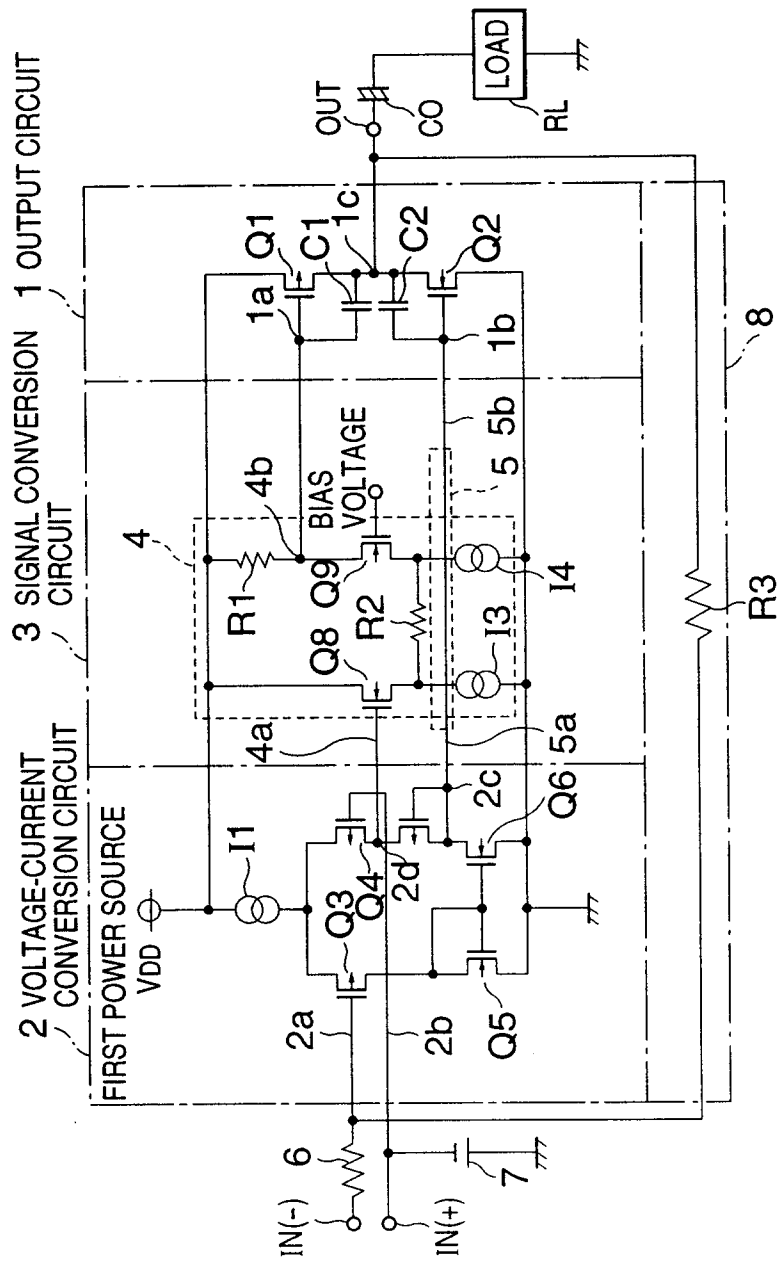 2 VOLTAGE-CURRENT
CONVERSION CIRCUIT
3 SIGNAL CONVERSION
CIRCUIT
1 OUTPUT CIRCUIT
FIRST POWER SOURCE
VDD
I1
4
R1
4b
1a
Q1
C1
1c
OUT
CO
LOAD
RL
2a
Q3
Q4
4a
Q8
Q9
BIAS
VOLTAGE
R2
C2
2d
2b
2c
5
5b
1b
Q2
Q5
Q6
5a
I3
I4
6
IN(-)
IN(+)
7
8
R3